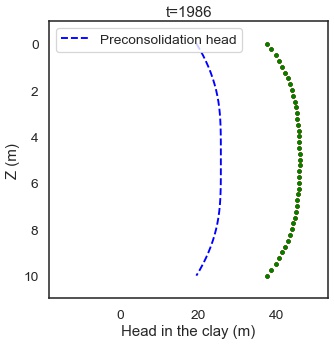 t=1986
Preconsolidation head
0
2
4
6
8
10
Z (m)
0 20 40
Head in the clay (m)